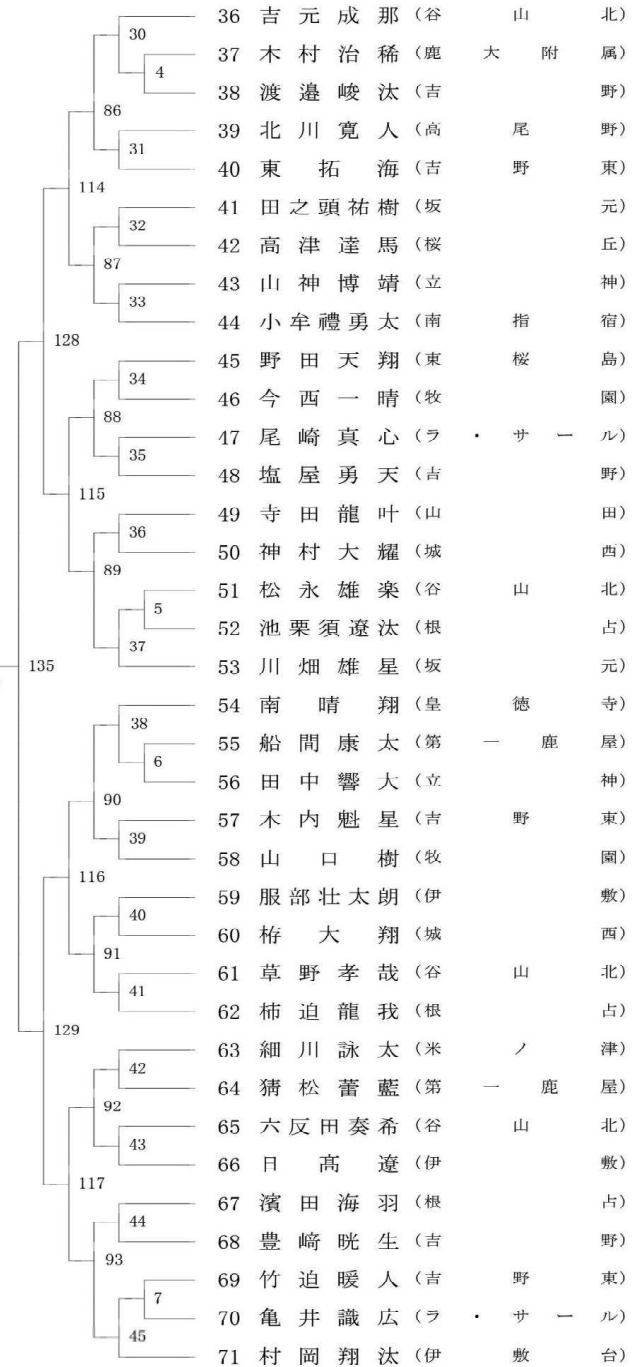 36 吉元成那 (谷山北)
37 木村治稀 (鹿大附属)
38 渡邉峻汰 (吉野)
39 北川寛人 (高尾野)
40 東拓海 (吉野東)
41 田之頭祐樹 (坂元)
42 高津達馬 (桜丘)
43 山神博靖 (立神)
44 小牟禮勇太 (南指宿)
45 野田天翔 (東桜島)
46 今西一晴 (牧園)
47 尾崎真心 (ラ・サール)
48 塩屋勇天 (吉野)
49 寺田龍叶 (山田)
50 神村大耀 (城西)
51 松永雄楽 (谷山北)
52 池栗須遼汰 (根占)
53 川畑雄星 (坂元)
54 南晴翔 (皇徳寺)
55 船間康太 (第一鹿屋)
56 田中響大 (立神)
57 木内魁星 (吉野東)
58 山口樹 (牧園)
59 服部壮太朗 (伊敷)
60 栫大翔 (城西)
61 草野孝哉 (谷山北)
62 柿迫龍我 (根占)
63 細川詠太 (米ノ津)
64 猜松蕾藍 (第一鹿屋)
65 六反田奏希 (谷山北)
66 日髙遼 (伊敷)
67 濱田海羽 (根占)
68 豊﨑晄生 (吉野)
69 竹迫暖人 (吉野東)
70 亀井識広 (ラ・サール)
71 村岡翔汰 (伊敷台)
30
4
86
31
114
32
87
33
128
34
88
35
115
36
89
5
37
135
38
6
90
39
116
40
91
41
129
42
92
43
117
44
93
7
45